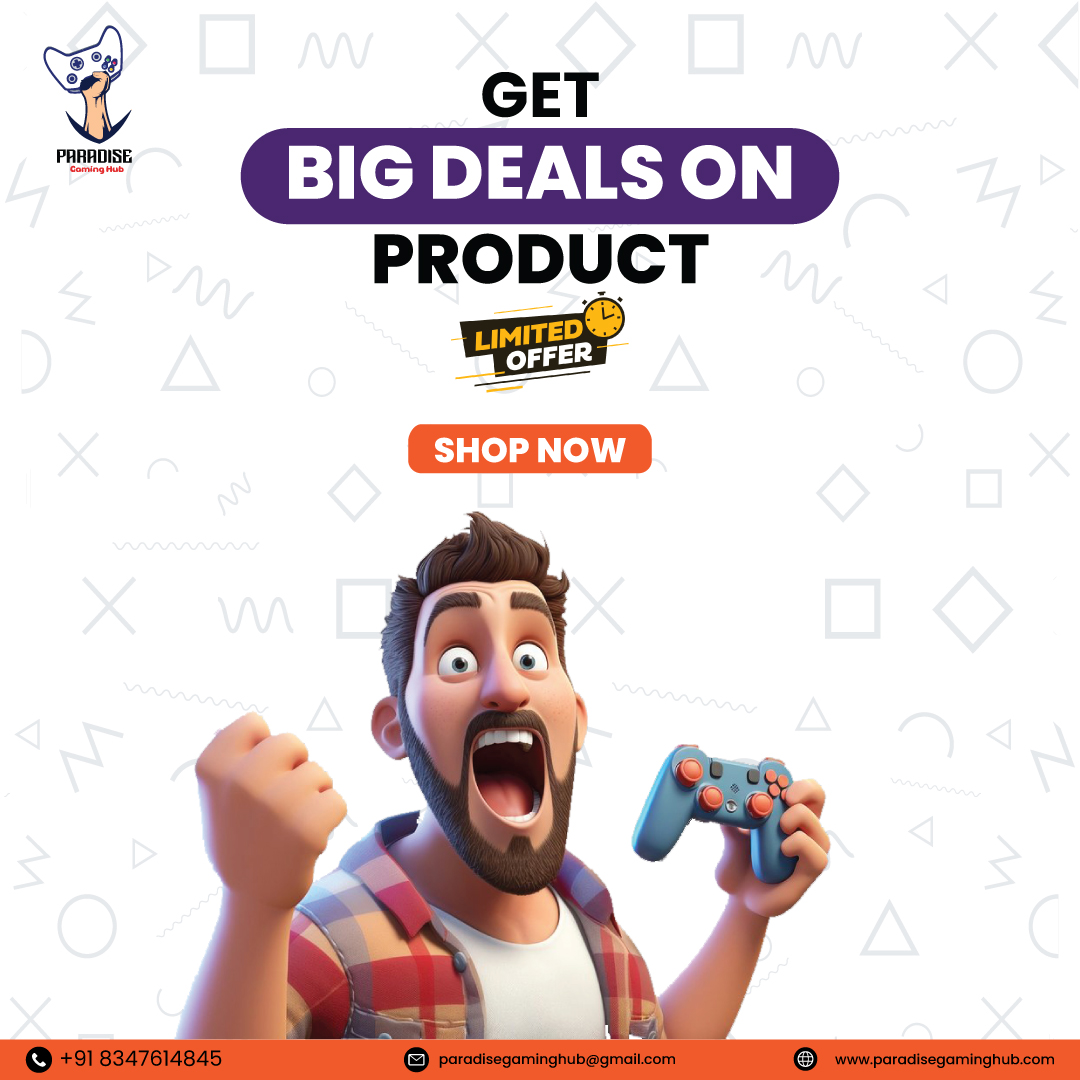 PARADISE
Gaming Hub
GET
BIG DEALS ON
PRODUCT
LIMITED
OFFER
SHOP NOW
+91 8347614845
paradisegaminghub@gmail.com
www.paradisegaminghub.com